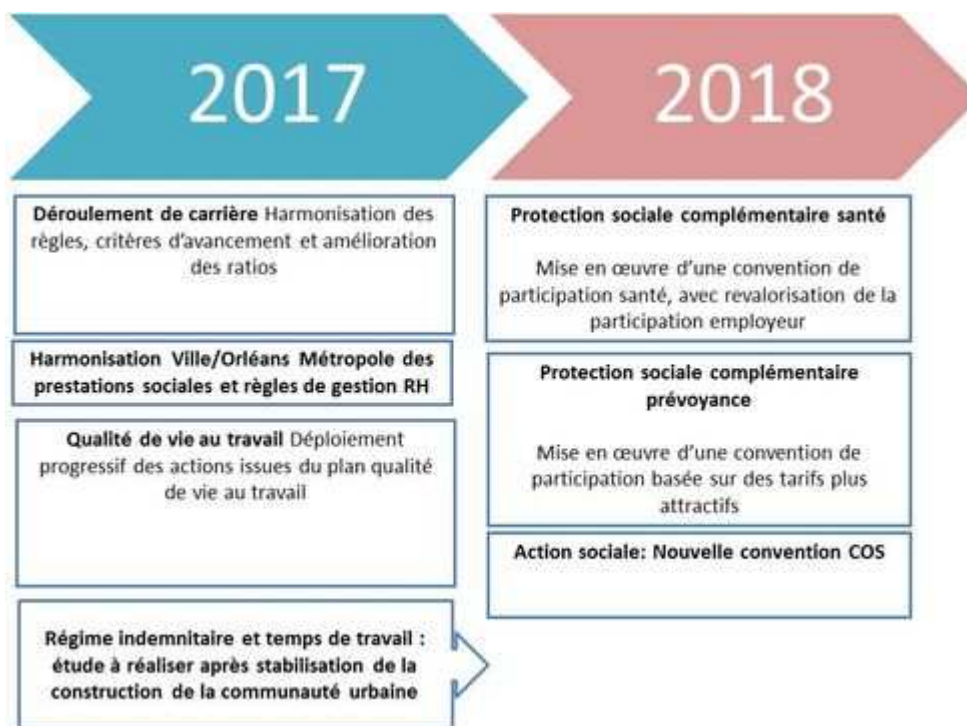 2017
Déroulement de carrière Harmonisation des
règles, critères d'avancement et amélioration
des ratios
Harmonisation Ville/Orléans Métropole des
prestations sociales et règles de gestion RH
Qualité de vie au travail Déploiement
progressif des actions issues du plan qualité
de vie au travail
Régime indemnitaire et temps de travail :
étude à réaliser après stabilisation de la
construction de la communauté urbaine
2018
Protection sociale complémentaire santé
Mise en œuvre d'une convention de
participation santé, avec revalorisation de la
participation employeur
Protection sociale complémentaire
prévoyance
Mise en œuvre d'une convention de
participation basée sur des tarifs plus
attractifs
Action sociale: Nouvelle convention COS